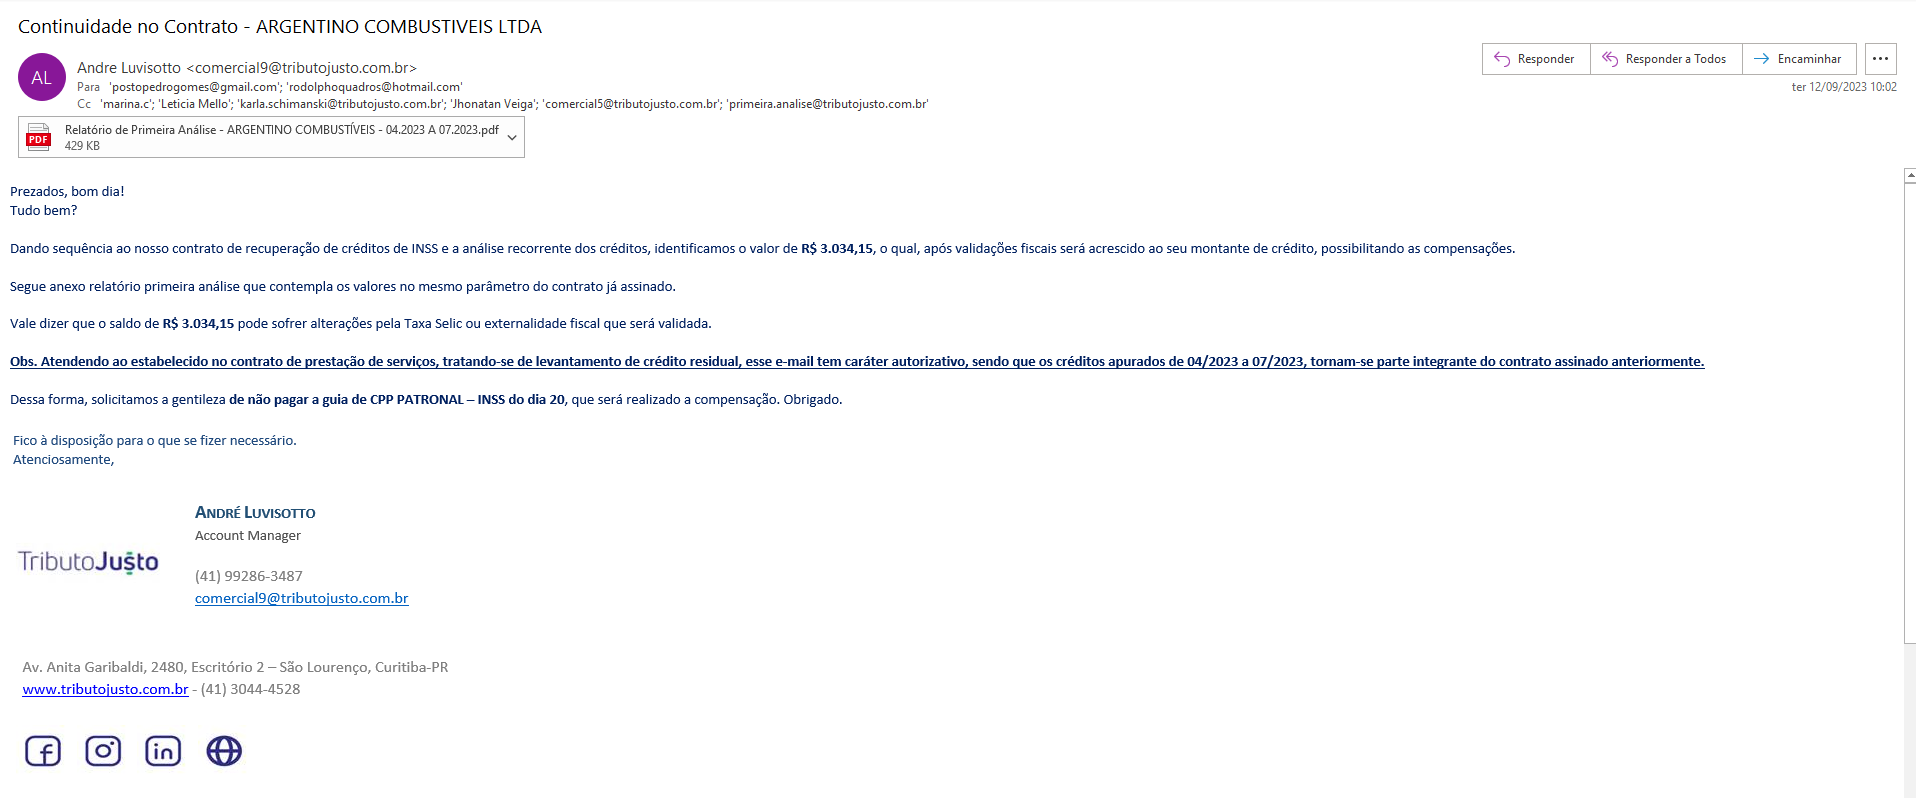 Continuidade no Contrato - ARGENTINO COMBUSTIVEIS LTDA
AL
Andre Luvisotto <comercial9@tributojusto.com.br>
Para 'postopedrogomes@gmail.com'; 'rodolphoquadros@hotmail.com'
Cc 'marina.c'; 'Leticia Mello'; 'karla.schimanski@tributojusto.com.br'; 'Jhonatan Veiga'; 'comercial5@tributojusto.com.br'; 'primeira.analise@tributojusto.com.br'
Responder
Responder a Todos
Encaminhar
ter 12/09/2023 10:02
PDF
Relatório de Primeira Análise - ARGENTINO COMBUSTÍVEIS - 04.2023 A 07.2023.pdf
429 KB
Prezados, bom dia!
Tudo bem?
Dando sequência ao nosso contrato de recuperação de créditos de INSS e a análise recorrente dos créditos, identificamos o valor de R$ 3.034,15, o qual, após validações fiscais será acrescido ao seu montante de crédito, possibilitando as compensações.
Segue anexo relatório primeira análise que contempla os valores no mesmo parâmetro do contrato já assinado.
Vale dizer que o saldo de R$ 3.034,15 pode sofrer alterações pela Taxa Selic ou externalidade fiscal que será validada.
Obs. Atendendo ao estabelecido no contrato de prestação de serviços, tratando-se de levantamento de crédito residual, esse e-mail tem caráter autorizativo, sendo que os créditos apurados de 04/2023 a 07/2023, tornam-se parte integrante do contrato assinado anteriormente.
Dessa forma, solicitamos a gentileza de não pagar a guia de CPP PATRONAL – INSS do dia 20, que será realizado a compensação. Obrigado.
Fico à disposição para o que se fizer necessário.
Atenciosamente,
ANDRÉ LUVISOTTO
Account Manager
TributoJusto
(41) 99286-3487
comercial9@tributojusto.com.br
Av. Anita Garibaldi, 2480, Escritório 2 – São Lourenço, Curitiba-PR
www.tributojusto.com.br - (41) 3044-4528